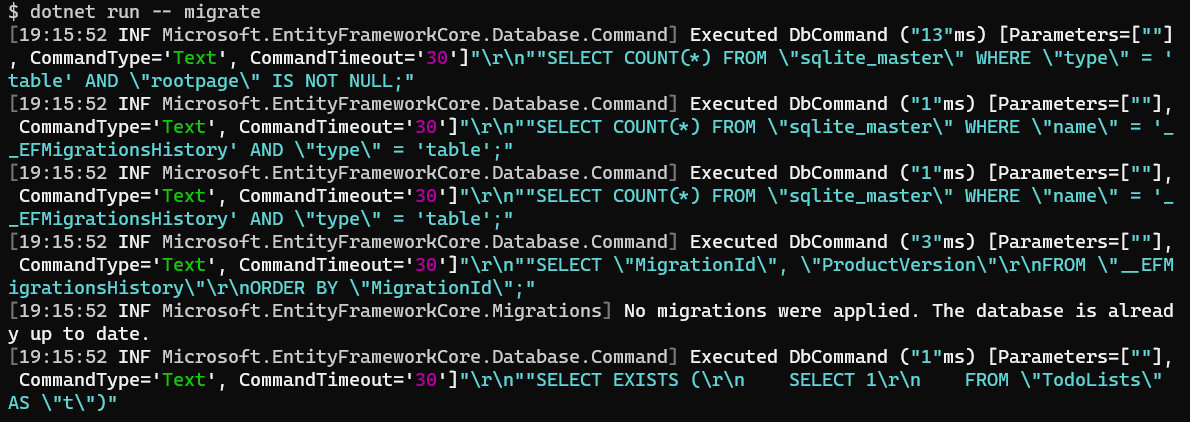 $ dotnet run -- migrate
[19:15:52 INF Microsoft.EntityFrameworkCore.Database.Command] Executed DbCommand ("13"ms) [Parameters=[""]
, CommandType='Text', CommandTimeout='30']"\r\n""SELECT COUNT(*) FROM \"sqlite_master\" WHERE \"type\" = '
table' AND \"rootpage\" IS NOT NULL;"
[19:15:52 INF Microsoft.EntityFrameworkCore.Database.Command] Executed DbCommand ("1"ms) [Parameters=[""],
 CommandType='Text', CommandTimeout='30']"\r\n""SELECT COUNT(*) FROM \"sqlite_master\" WHERE \"name\" = '_
_EFMigrationsHistory' AND \"type\" = 'table';"
[19:15:52 INF Microsoft.EntityFrameworkCore.Database.Command] Executed DbCommand ("1"ms) [Parameters=[""],
 CommandType='Text', CommandTimeout='30']"\r\n""SELECT COUNT(*) FROM \"sqlite_master\" WHERE \"name\" = '_
_EFMigrationsHistory' AND \"type\" = 'table';"
[19:15:52 INF Microsoft.EntityFrameworkCore.Database.Command] Executed DbCommand ("3"ms) [Parameters=[""],
 CommandType='Text', CommandTimeout='30']"\r\n""SELECT \"MigrationId\", \"ProductVersion\"\r\nFROM \"__EFM
igrationsHistory\"\r\nORDER BY \"MigrationId\";"
[19:15:52 INF Microsoft.EntityFrameworkCore.Migrations] No migrations were applied. The database is alread
y up to date.
[19:15:52 INF Microsoft.EntityFrameworkCore.Database.Command] Executed DbCommand ("1"ms) [Parameters=[""],
 CommandType='Text', CommandTimeout='30']"\r\n""SELECT EXISTS (\r\n    SELECT 1\r\n    FROM \"TodoLists\" 
AS \"t\")"